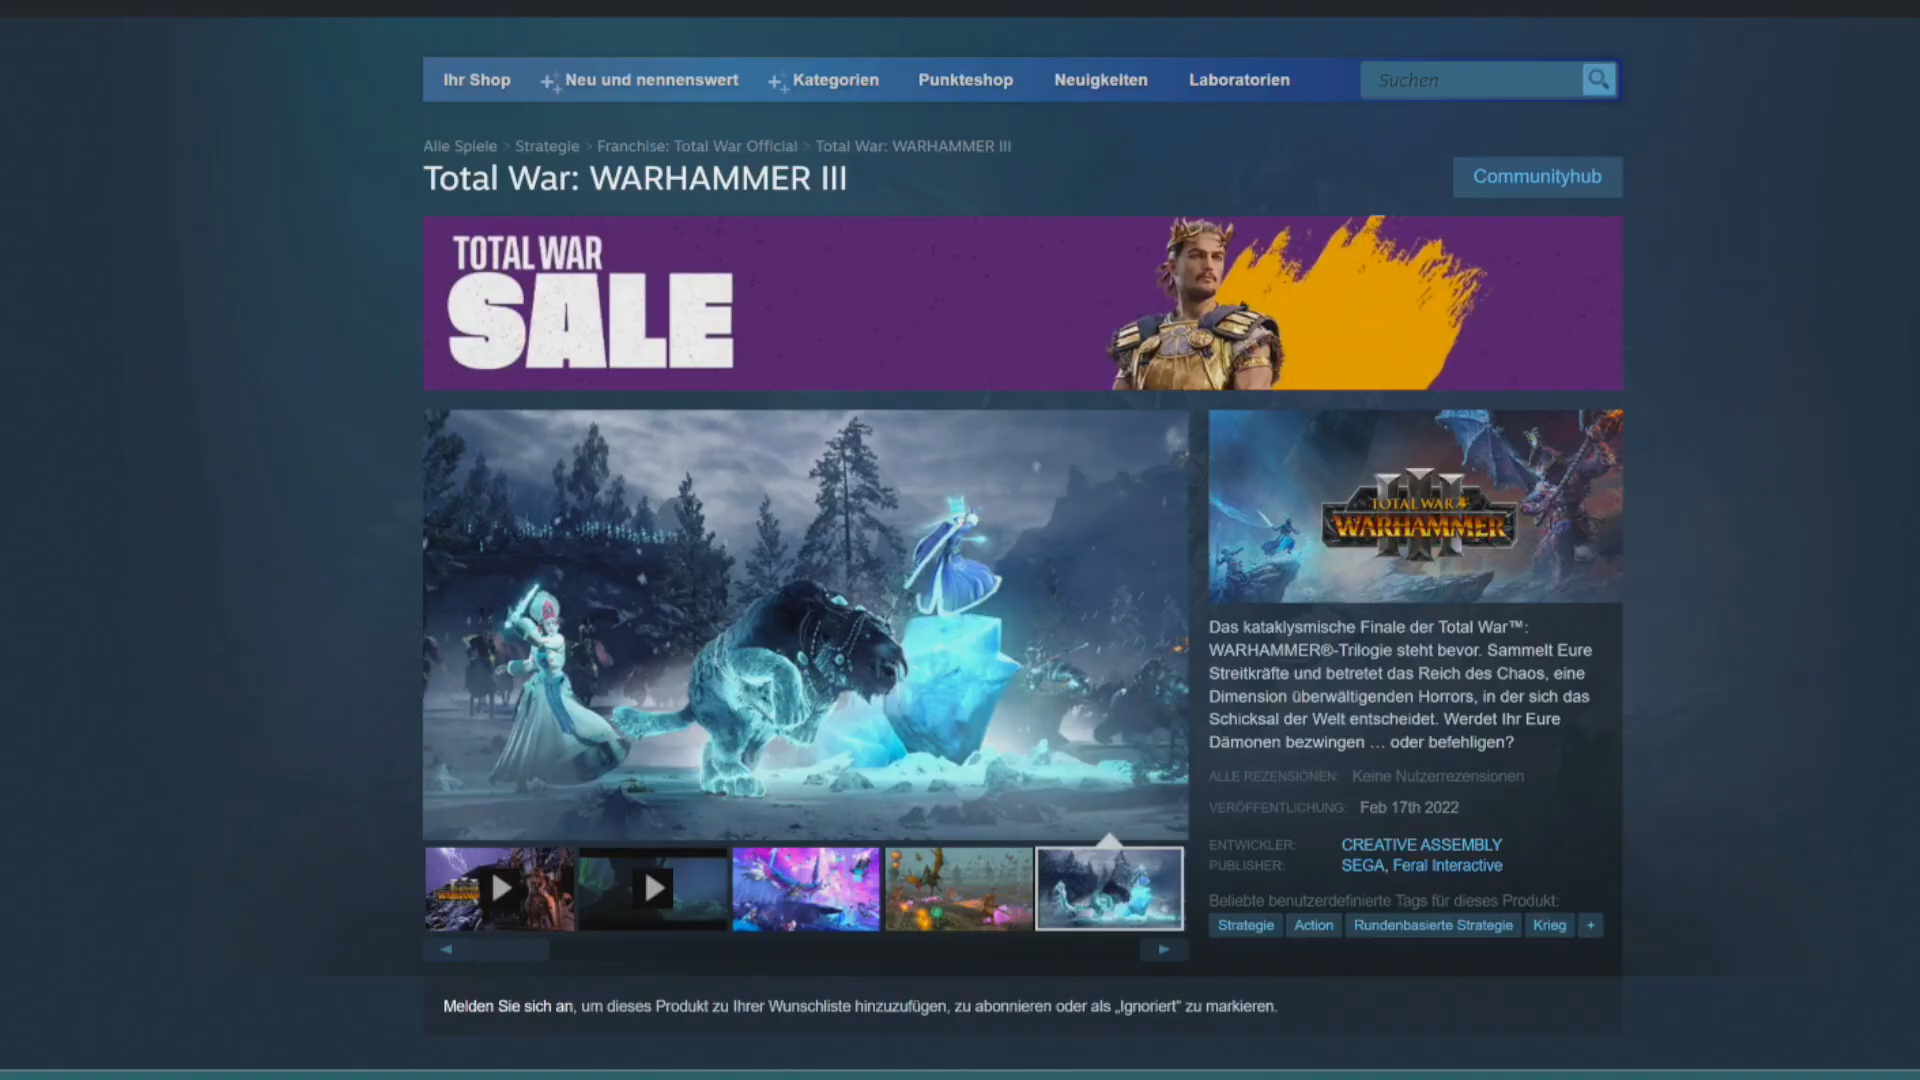 Ihr Shop Neu und nennenswert Kategorien Punkteshop Neuigkeiten Laboratorien Suchen
Alle Spiele > Strategie > Franchise: Total War Official > Total War: WARHAMMER III
Total War: WARHAMMER III
Communityhub
TOTAL WAR
SALE
TOTAL WAR
WARHAMMER
III
Das kataklysmische Finale der Total War™:
WARHAMMER®-Trilogie steht bevor. Sammelt Eure
Streitkräfte und betretet das Reich des Chaos, eine
Dimension überwältigenden Horrors, in der sich das
Schicksal der Welt entscheidet. Werdet Ihr Eure
Dämonen bezwingen … oder befehligen?
ALLE REZENSIONEN: Keine Nutzerrezensionen
VERÖFFENTLICHUNG: Feb 17th 2022
ENTWICKLER: CREATIVE ASSEMBLY
PUBLISHER: SEGA, Feral Interactive
Beliebte benutzerdefinierte Tags für dieses Produkt:
Strategie Action Rundenbasierte Strategie Krieg +
WARHAMMER
Melden Sie sich an, um dieses Produkt zu Ihrer Wunschliste hinzuzufügen, zu abonnieren oder als „Ignoriert“ zu markieren.